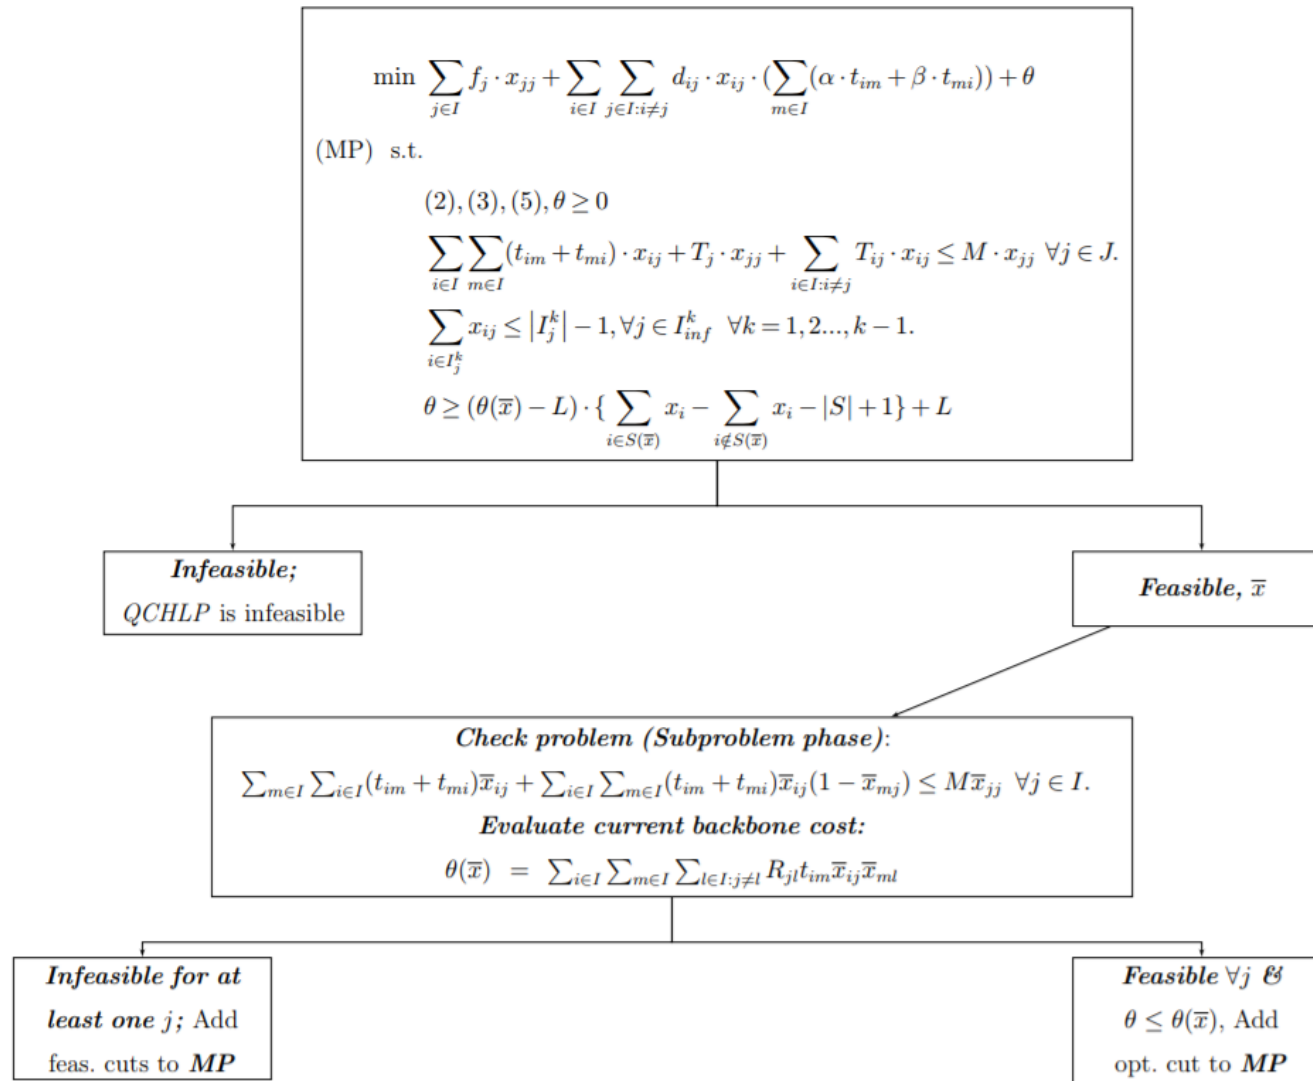 min ∑_{j∈I} f_j · x_{jj} + ∑_{i∈I} ∑_{j∈I:i≠j} d_{ij} · x_{ij} · (∑_{m∈I} (α · t_{im} + β · t_{mi})) + θ
(MP) s.t.
(2), (3), (5), θ ≥ 0
∑_{i∈I} ∑_{m∈I} (t_{im} + t_{mi}) · x_{ij} + T_j · x_{jj} + ∑_{i∈I:i≠j} T_{ij} · x_{ij} ≤ M · x_{jj} ∀j ∈ J.
∑_{i∈I_j^k} x_{ij} ≤ |I_j^k| − 1, ∀j ∈ I_{inf}^k ∀k = 1, 2..., k − 1.
θ ≥ (θ(x̅) − L) · {∑_{i∈S(x̅)} x_i − ∑_{i∉S(x̅)} x_i − |S| + 1} + L
Infeasible;
QCHLP is infeasible
Feasible, x̅
Check problem (Subproblem phase):
∑_{m∈I} ∑_{i∈I} (t_{im} + t_{mi})x̅_{ij} + ∑_{i∈I} ∑_{m∈I} (t_{im} + t_{mi})x̅_{ij}(1 − x̅_{mj}) ≤ Mx̅_{jj} ∀j ∈ I.
Evaluate current backbone cost:
θ(x̅) = ∑_{i∈I} ∑_{m∈I} ∑_{l∈I:j≠l} R_{jl}t_{im}x̅_{ij}x̅_{ml}
Infeasible for at
least one j; Add
feas. cuts to MP
Feasible ∀j &
θ ≤ θ(x̅), Add
opt. cut to MP